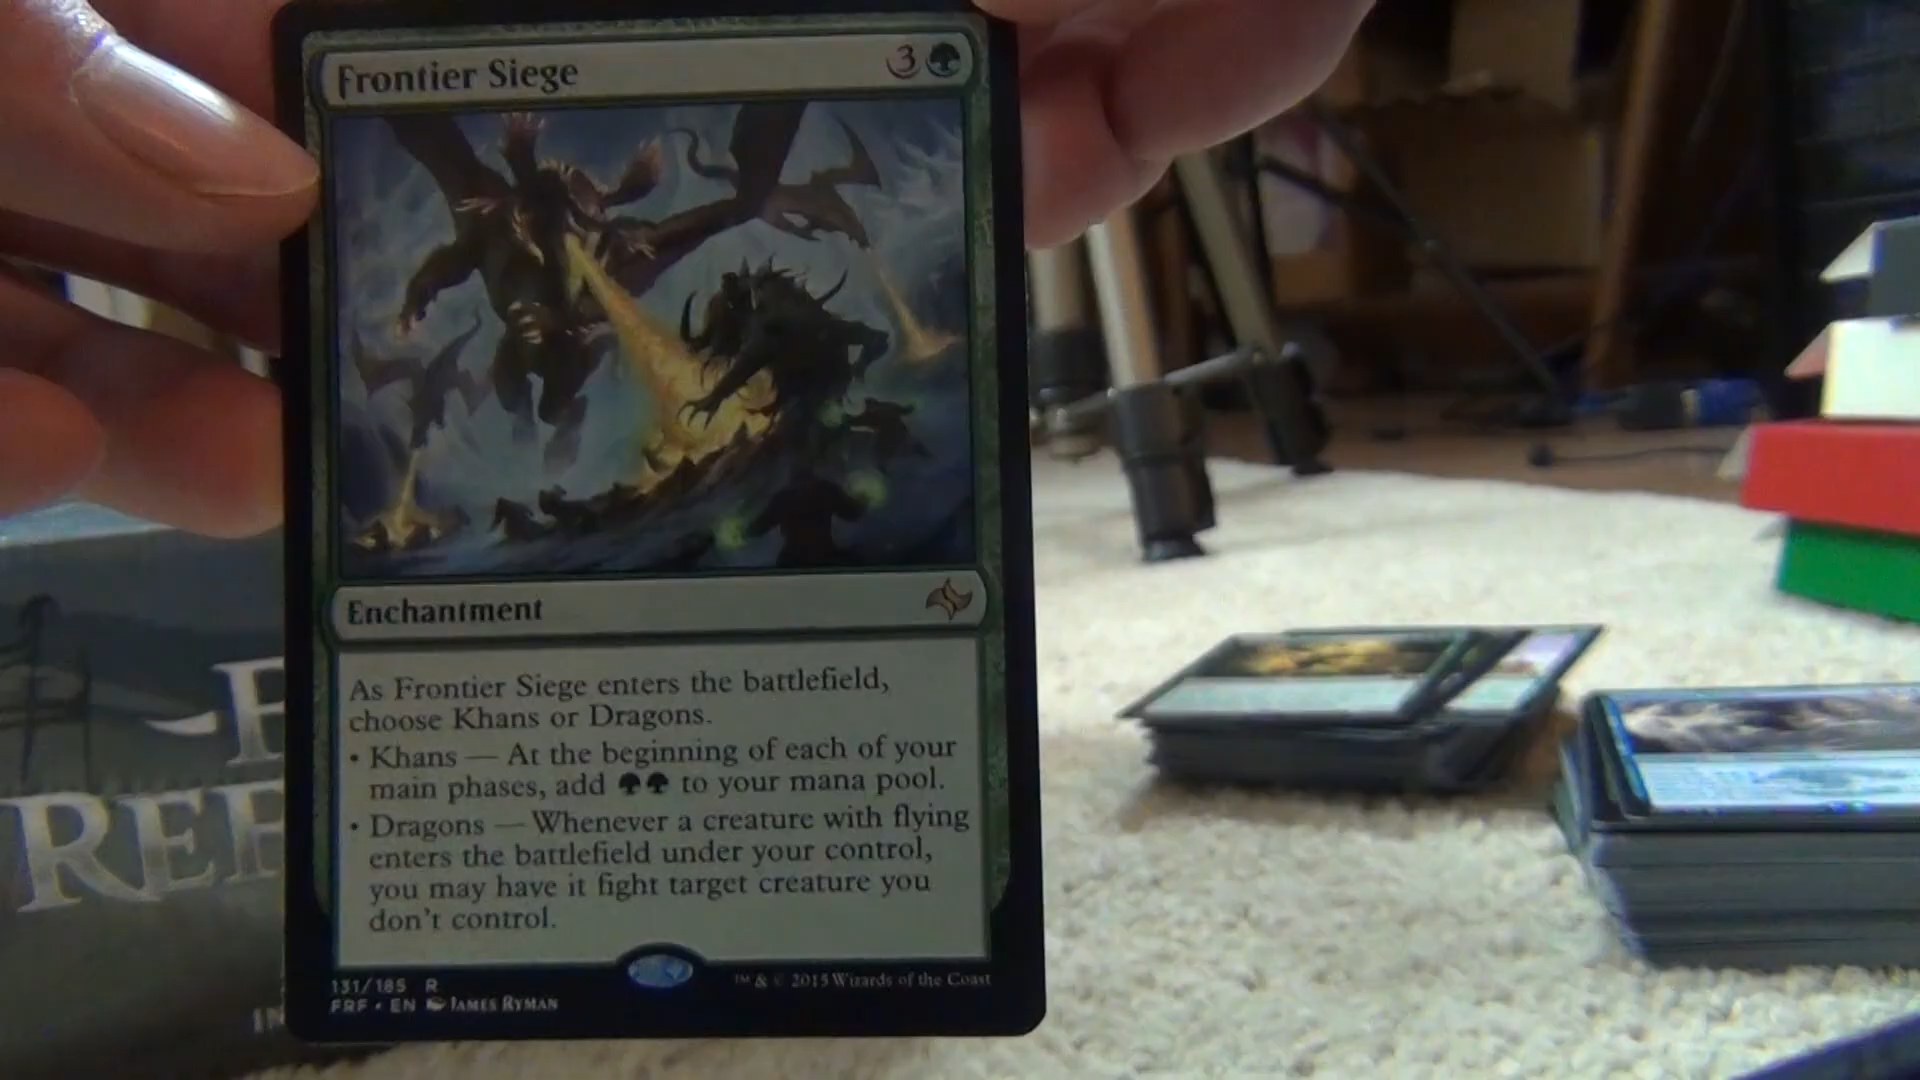 Frontier Siege 3
Enchantment
As Frontier Siege enters the battlefield,
choose Khans or Dragons.
• Khans — At the beginning of each of your
main phases, add to your mana pool.
• Dragons — Whenever a creature with flying
enters the battlefield under your control,
you may have it fight target creature you
don't control.
131/185 R
FRF • EN James Ryman
™ & © 2015 Wizards of the Coast